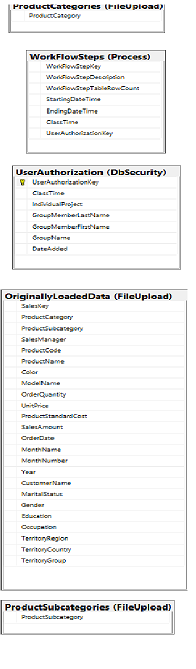 ProductCategories (FileUpload)
ProductCategory
WorkFlowSteps (Process)
WorkFlowStepKey
WorkFlowStepDescription
WorkFlowStepTableRowCount
StartingDateTime
EndingDateTime
ClassTime
UserAuthorizationKey
UserAuthorization (DbSecurity)
UserAuthorizationKey
ClassTime
IndividualProject
GroupMemberLastName
GroupMemberFirstName
GroupName
DateAdded
OriginallyLoadedData (FileUpload)
SalesKey
ProductCategory
ProductSubcategory
SalesManager
ProductCode
ProductName
Color
ModelName
OrderQuantity
UnitPrice
ProductStandardCost
SalesAmount
OrderDate
MonthName
MonthNumber
Year
CustomerName
MaritalStatus
Gender
Education
Occupation
TerritoryRegion
TerritoryCountry
TerritoryGroup
ProductSubcategories (FileUpload)
ProductSubcategory